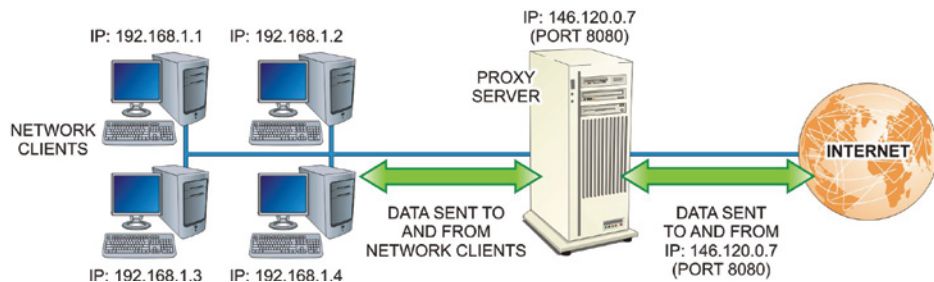 IP: 192.168.1.1
IP: 192.168.1.2
IP: 146.120.0.7
(PORT 8080)
PROXY
SERVER
NETWORK
CLIENTS
INTERNET
DATA SENT TO
AND FROM
NETWORK CLIENTS
DATA SENT
TO AND FROM
IP: 146.120.0.7
(PORT 8080)
IP: 192.168.1.3
IP: 192.168.1.4